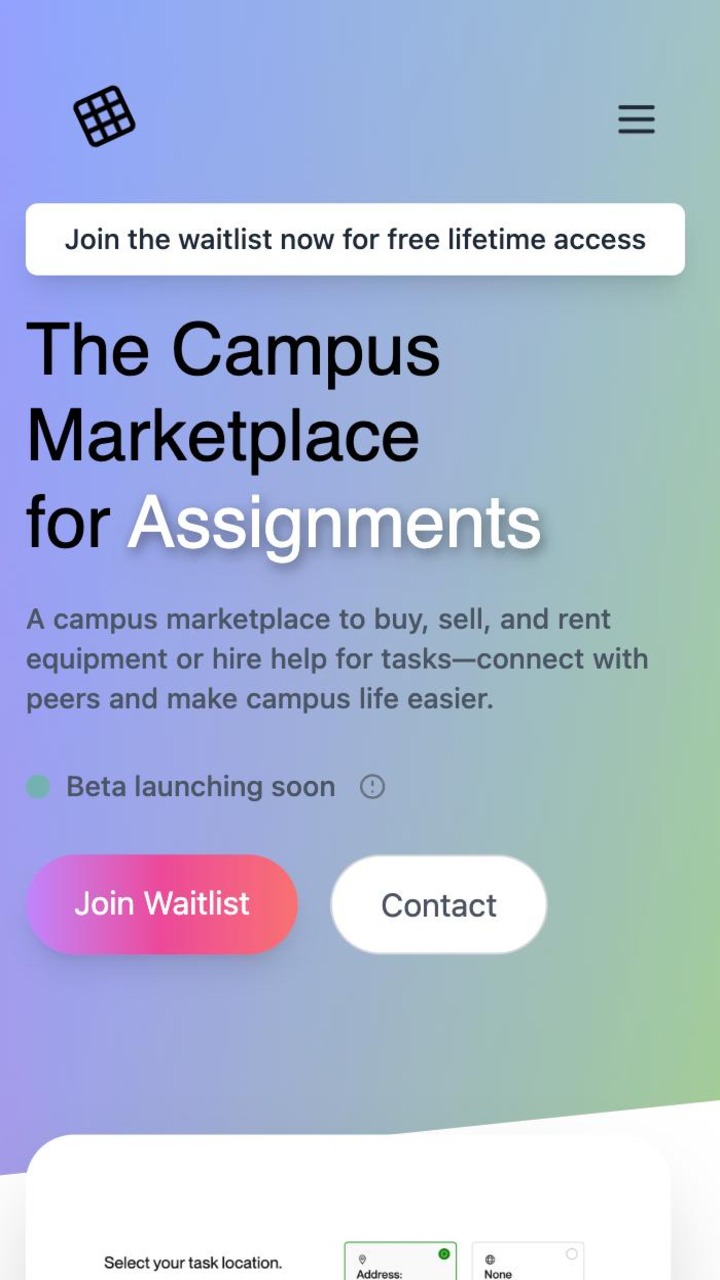 Join the waitlist now for free lifetime access
The Campus
Marketplace
for Assignments
A campus marketplace to buy, sell, and rent
equipment or hire help for tasks—connect with
peers and make campus life easier.
Beta launching soon
Join Waitlist
Contact
Select your task location.
Address:
None